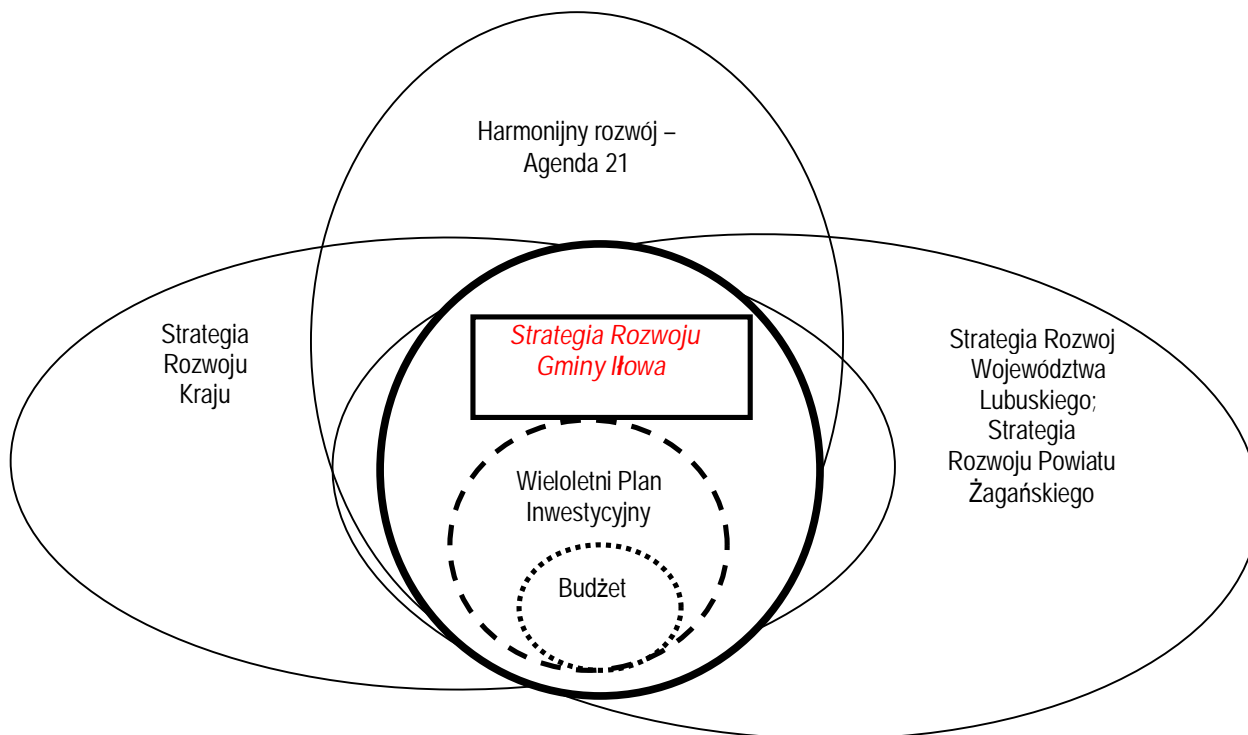 Harmonijny rozwój –
Agenda 21
Strategia
Rozwoju
Kraju
Strategia Rozwoju
Gminy Iłowa
Strategia Rozwoj
Województwa
Lubuskiego;
Strategia
Rozwoju Powiatu
Żagańskiego
Wieloletni Plan
Inwestycyjny
Budżet